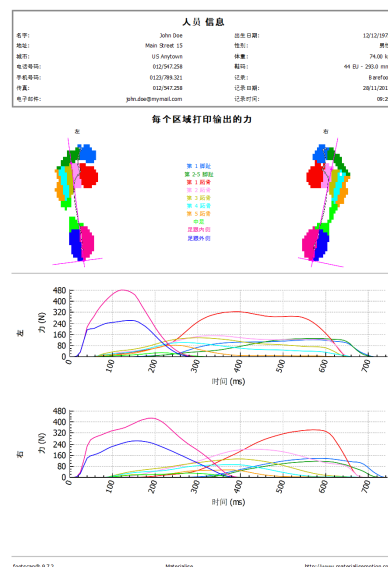 人员 信息
名字: John Doe 出生日期: 12/12/197
地址: Main Street 15 性别: 男性
城市: US Anytown 体重: 74.00 k
电话号码: 012/547.258 鞋码: 44 EU - 293.0 mm
手机号码: 0123/789.321 记录: Barefoo
传真: 012/547.258 记录日期: 28/11/201
电子邮件: john.doe@mymail.com 记录时间: 09:2
每个区域打印输出的力
左 右
第 1 脚趾
第 2-5 脚趾
第 1 跖骨
第 2 跖骨
第 3 跖骨
第 4 跖骨
第 5 跖骨
中足
足跟内侧
足跟外侧
左
力 (N)
480
400
320
240
160
80
0
0 100 200 300 400 500 600 700
时间 (ms)
右
力 (N)
480
400
320
240
160
80
0
0 100 200 300 400 500 600 700
时间 (ms)
footscan® 9.7.2 Materialise http://www.materialisemotion.co